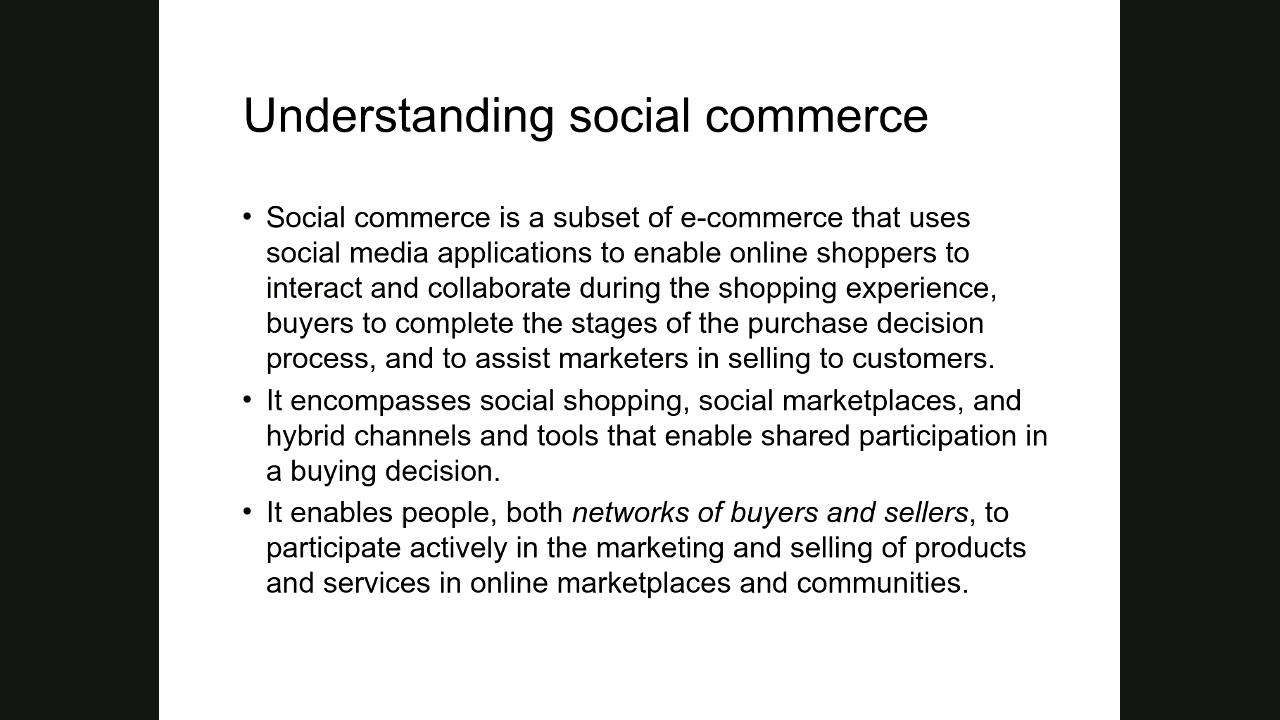 Understanding social commerce
• Social commerce is a subset of e-commerce that uses
social media applications to enable online shoppers to
interact and collaborate during the shopping experience,
buyers to complete the stages of the purchase decision
process, and to assist marketers in selling to customers.
• It encompasses social shopping, social marketplaces, and
hybrid channels and tools that enable shared participation in
a buying decision.
• It enables people, both networks of buyers and sellers, to
participate actively in the marketing and selling of products
and services in online marketplaces and communities.